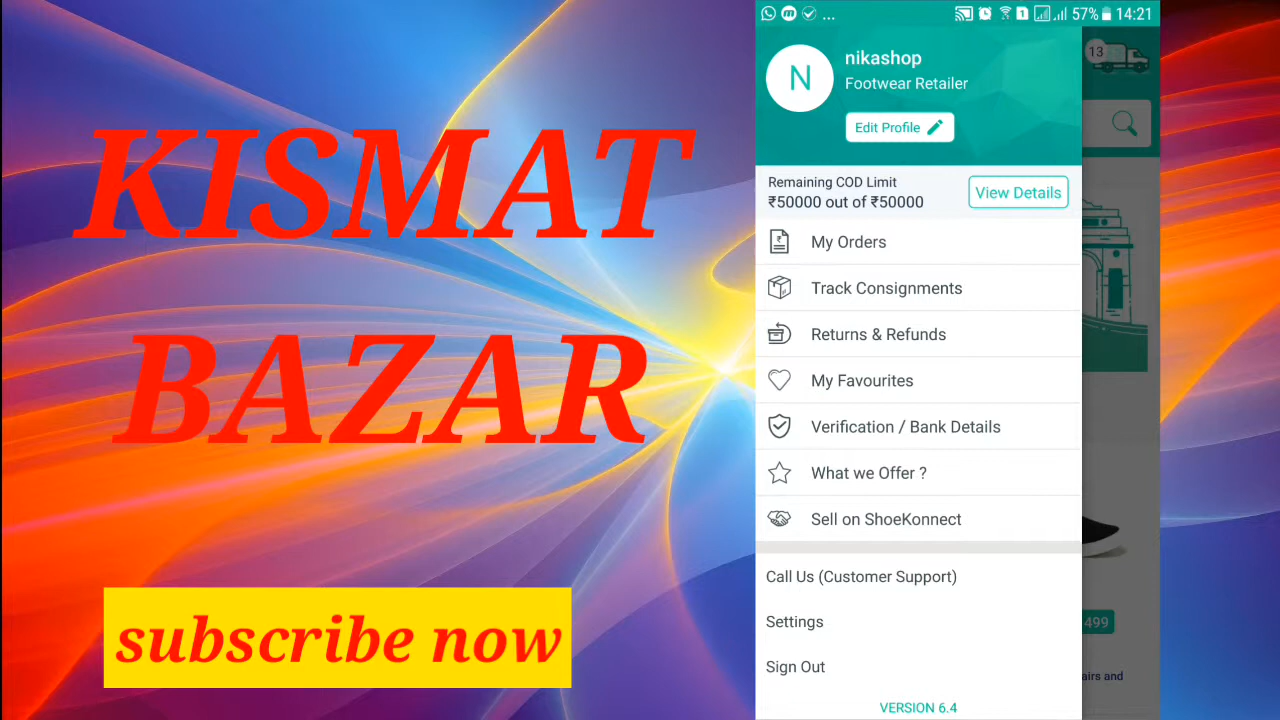 KISMAT
BAZAR
subscribe now
... 1 57% 14:21
N
nikashop
Footwear Retailer
Edit Profile
Remaining COD Limit
₹50000 out of ₹50000
View Details
My Orders
Track Consignments
Returns & Refunds
My Favourites
Verification / Bank Details
What we Offer ?
Sell on ShoeKonnect
Call Us (Customer Support)
Settings
Sign Out
VERSION 6.4
13
499
airs and